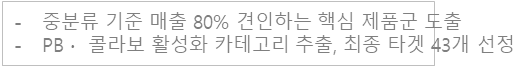 - 중분류 기준 매출 80% 견인하는 핵심 제품군 도출
- PB· 콜라보 활성화 카테고리 추출, 최종 타겟 43개 선정